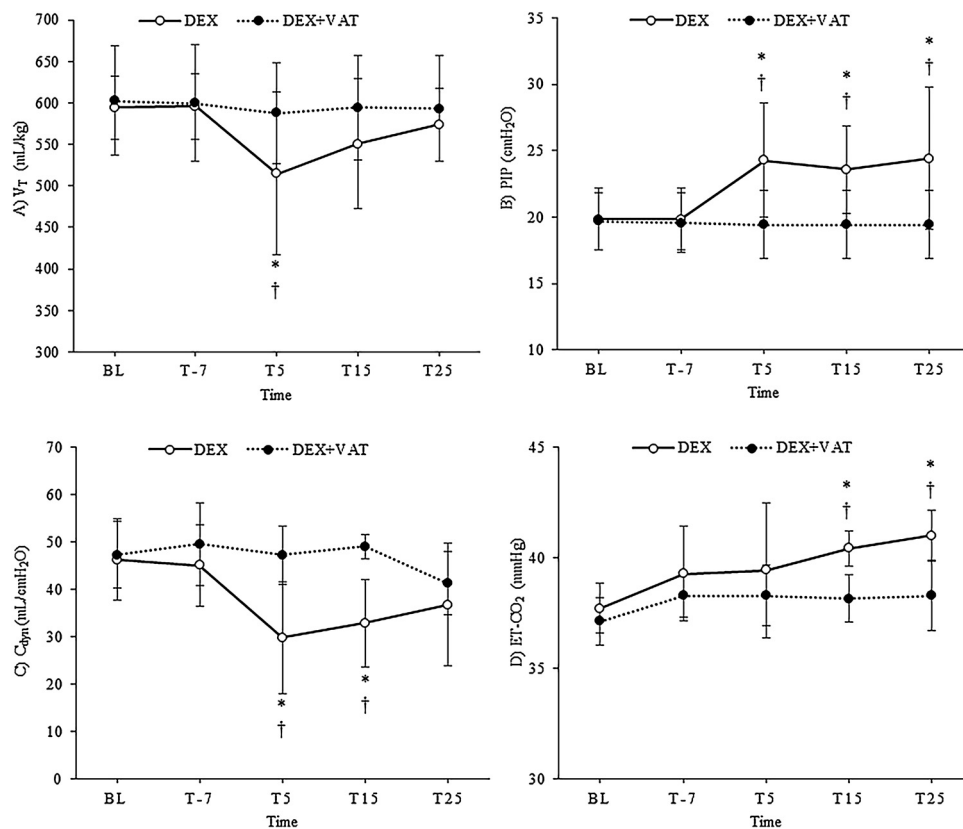 DEX DEX+VAT
A) VT (mL/kg)
700
650
600
550
500
450
400
350
300
*
†
BL T-7 T5 T15 T25
Time
DEX DEX+VAT
B) PIP (cmH2O)
35
30
25
20
15
10
* * *
† † †
BL T-7 T5 T15 T25
Time
DEX DEX+VAT
C) Cdyn (mL/cmH2O)
70
60
50
40
30
20
10
0
* *
† †
BL T-7 T5 T15 T25
Time
DEX DEX+VAT
D) ET-CO2 (mmHg)
45
40
35
30
* *
† †
BL T-7 T5 T15 T25
Time